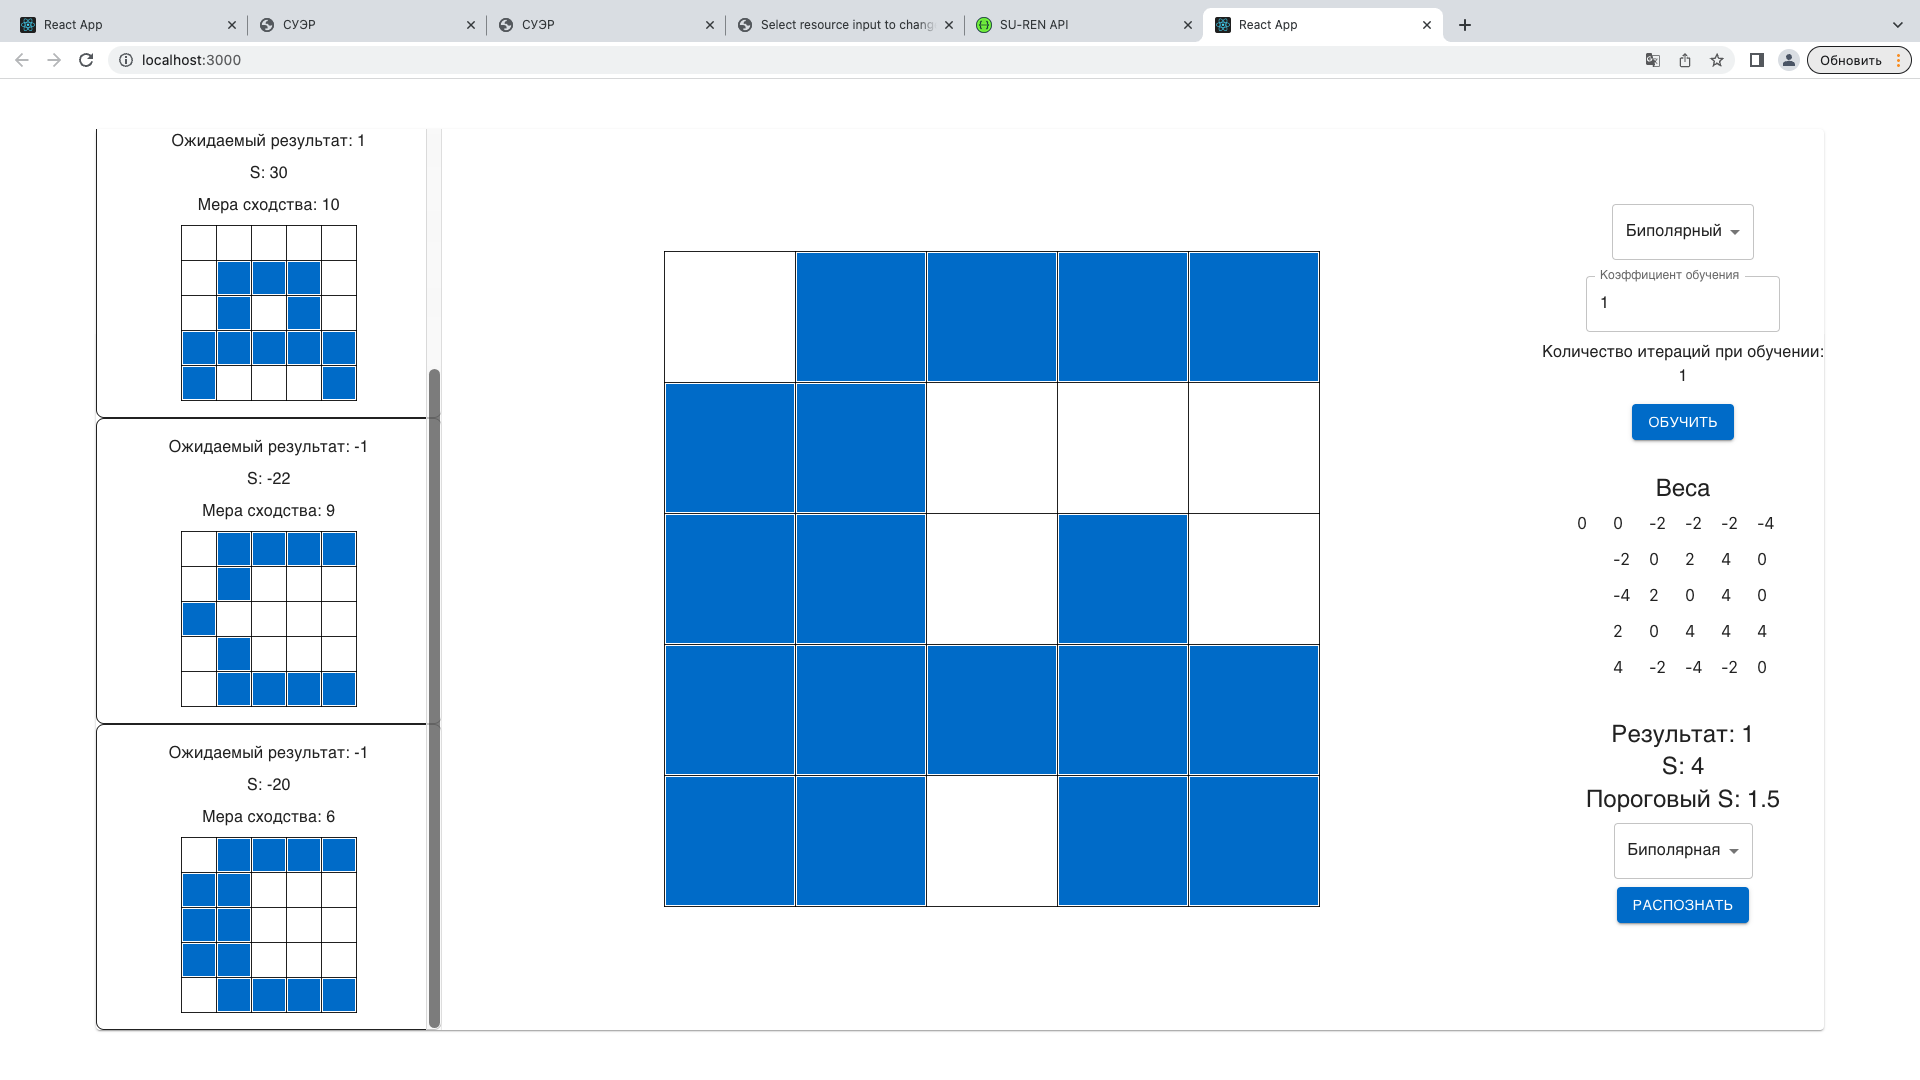 React App
СУЭР
СУЭР
Select resource input to chang
SU-REN API
React App
localhost:3000
Обновить
Ожидаемый результат: 1
S: 30
Мера сходства: 10
Ожидаемый результат: -1
S: -22
Мера сходства: 9
Ожидаемый результат: -1
S: -20
Мера сходства: 6
Биполярный
Коэффициент обучения
1
Количество итераций при обучении:
1
ОБУЧИТЬ
Веса
0 0 -2 -2 -2 -4
-2 0 2 4 0
-4 2 0 4 0
2 0 4 4 4
4 -2 -4 -2 0
Результат: 1
S: 4
Пороговый S: 1.5
Биполярная
РАСПОЗНАТЬ